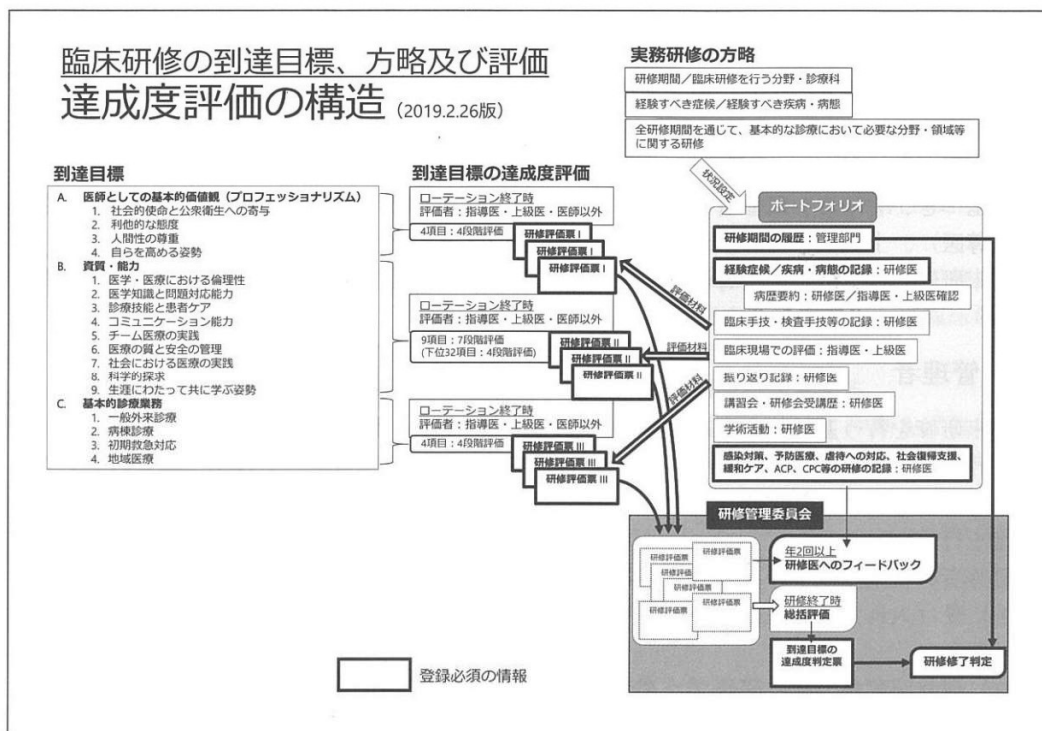 臨床研修の到達目標、方略及び評価
達成度評価の構造（2019.2.26版）
実務研修の方略
研修期間／臨床研修を行う分野・診療科
経験すべき症候／経験すべき疾病・病態
全研修期間を通じて、基本的な診療において必要な分野・領域等
に関する研修
状況設定
到達目標
A. 医師としての基本的価値観（プロフェッショナリズム）
1. 社会的使命と公衆衛生への寄与
2. 利他的な態度
3. 人間性の尊重
4. 自らを高める姿勢
B. 資質・能力
1. 医学・医療における倫理性
2. 医学知識と問題対応能力
3. 診療技能と患者ケア
4. コミュニケーション能力
5. チーム医療の実践
6. 医療の質と安全の管理
7. 社会における医療の実践
8. 科学的探求
9. 生涯にわたって共に学ぶ姿勢
C. 基本的診療業務
1. 一般外来診療
2. 病棟診療
3. 初期救急対応
4. 地域医療
到達目標の達成度評価
ローテーション終了時
評価者：指導医・上級医・医師以外
4項目：4段階評価
研修評価票 I
研修評価票 I
研修評価票 I
ローテーション終了時
評価者：指導医・上級医・医師以外
9項目：7段階評価
(下位32項目：4段階評価)
研修評価票 II
研修評価票 II
研修評価票 II
ローテーション終了時
評価者：指導医・上級医・医師以外
4項目：4段階評価
研修評価票 III
研修評価票 III
研修評価票 III
評価材料
評価材料
評価材料
ポートフォリオ
研修期間の履歴：管理部門
経験症候／疾病・病態の記録：研修医
病歴要約：研修医／指導医・上級医確認
臨床手技・検査手技等の記録：研修医
臨床現場での評価：指導医・上級医
振り返り記録：研修医
講習会・研修会受講歴：研修医
学術活動：研修医
感染対策、予防医療、虐待への対応、社会復帰支援、
緩和ケア、ACP、CPC等の研修の記録：研修医
研修管理委員会
研修評価票
研修評価票
研修評価票
研修評価票
研修評価票
研修評価票
年2回以上
研修医へのフィードバック
研修終了時
総括評価
到達目標の
達成度判定票
研修修了判定
登録必須の情報
管理者